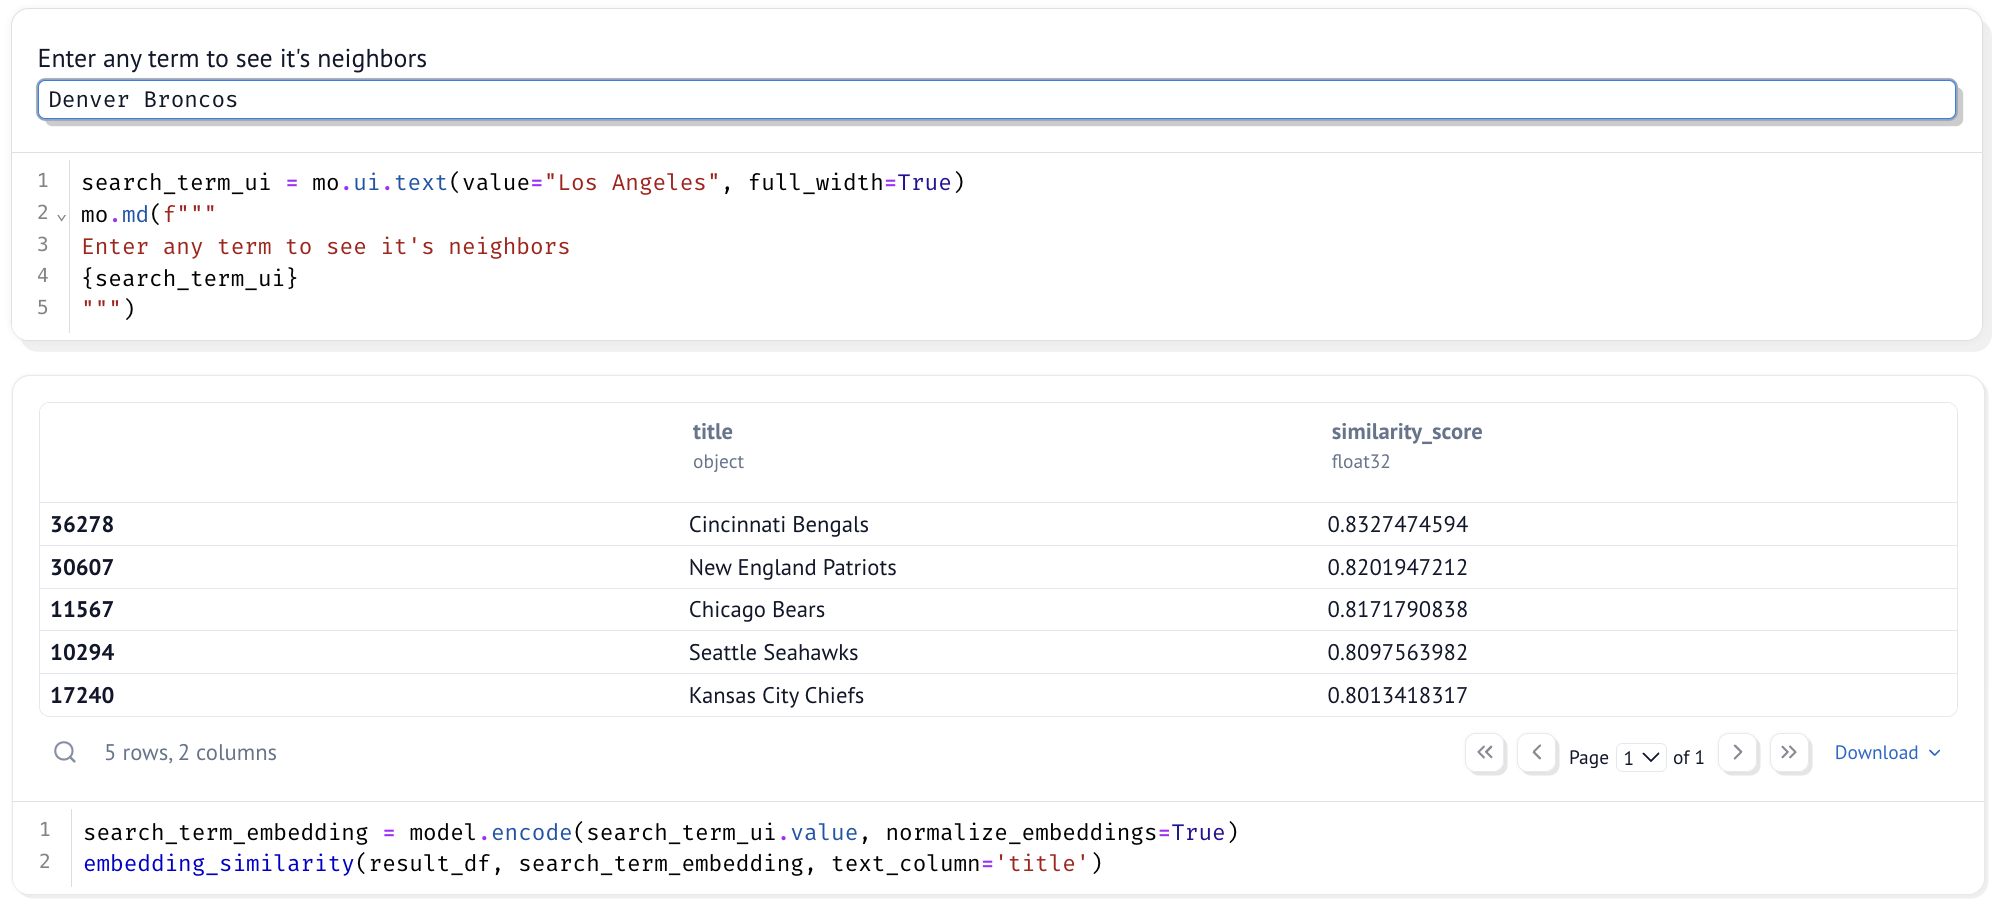 Enter any term to see it's neighbors
Denver Broncos
1 search_term_ui = mo.ui.text(value="Los Angeles", full_width=True)
2 mo.md(f"""
3 Enter any term to see it's neighbors
4 {search_term_ui}
5 """)
title similarity_score
object float32
36278 Cincinnati Bengals 0.8327474594
30607 New England Patriots 0.8201947212
11567 Chicago Bears 0.8171790838
10294 Seattle Seahawks 0.8097563982
17240 Kansas City Chiefs 0.8013418317
5 rows, 2 columns Page 1 of 1 Download
1 search_term_embedding = model.encode(search_term_ui.value, normalize_embeddings=True)
2 embedding_similarity(result_df, search_term_embedding, text_column='title')